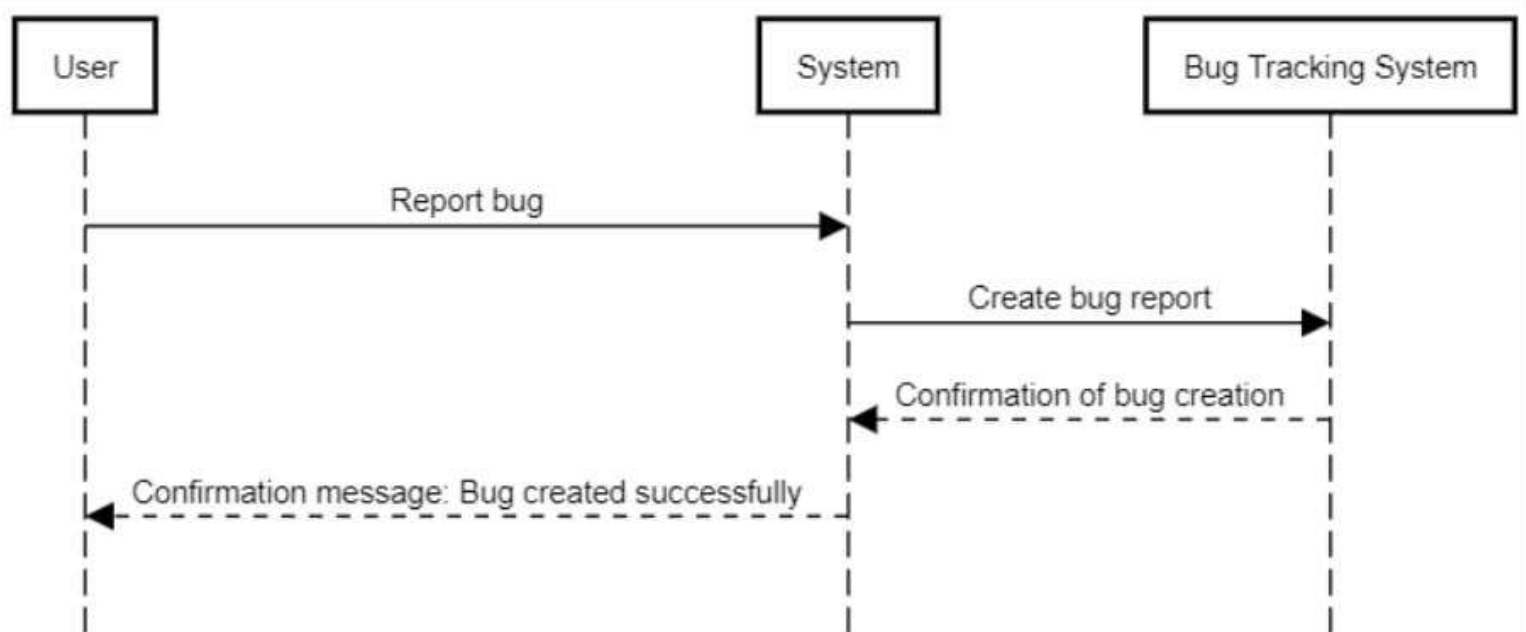 User
System
Bug Tracking System
Report bug
Create bug report
Confirmation of bug creation
Confirmation message: Bug created successfully